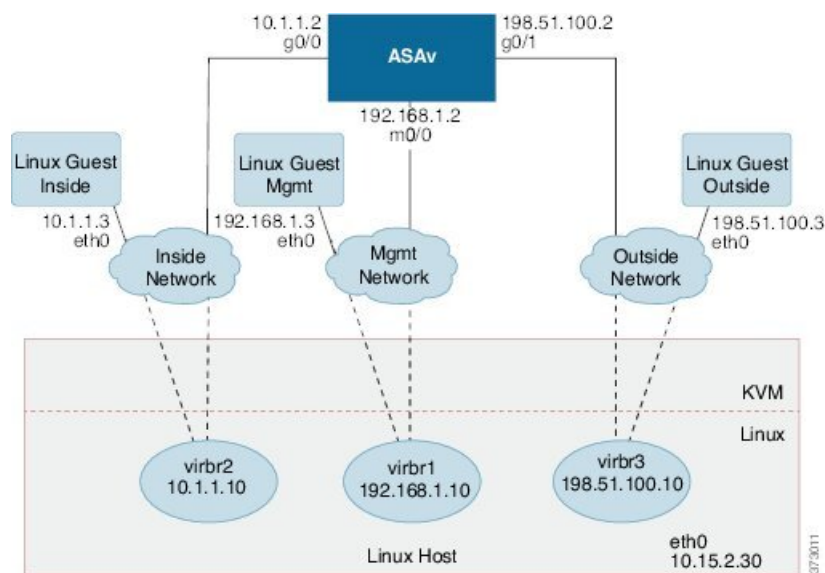 10.1.1.2
g0/0
ASAv
198.51.100.2
g0/1
192.168.1.2
m0/0
Linux Guest
Inside
Linux Guest
Mgmt
Linux Guest
Outside
10.1.1.3
eth0
192.168.1.3
eth0
198.51.100.3
eth0
Inside
Network
Mgmt
Network
Outside
Network
KVM
Linux
virbr2
10.1.1.10
virbr1
192.168.1.10
virbr3
198.51.100.10
Linux Host
eth0
10.15.2.30
373011